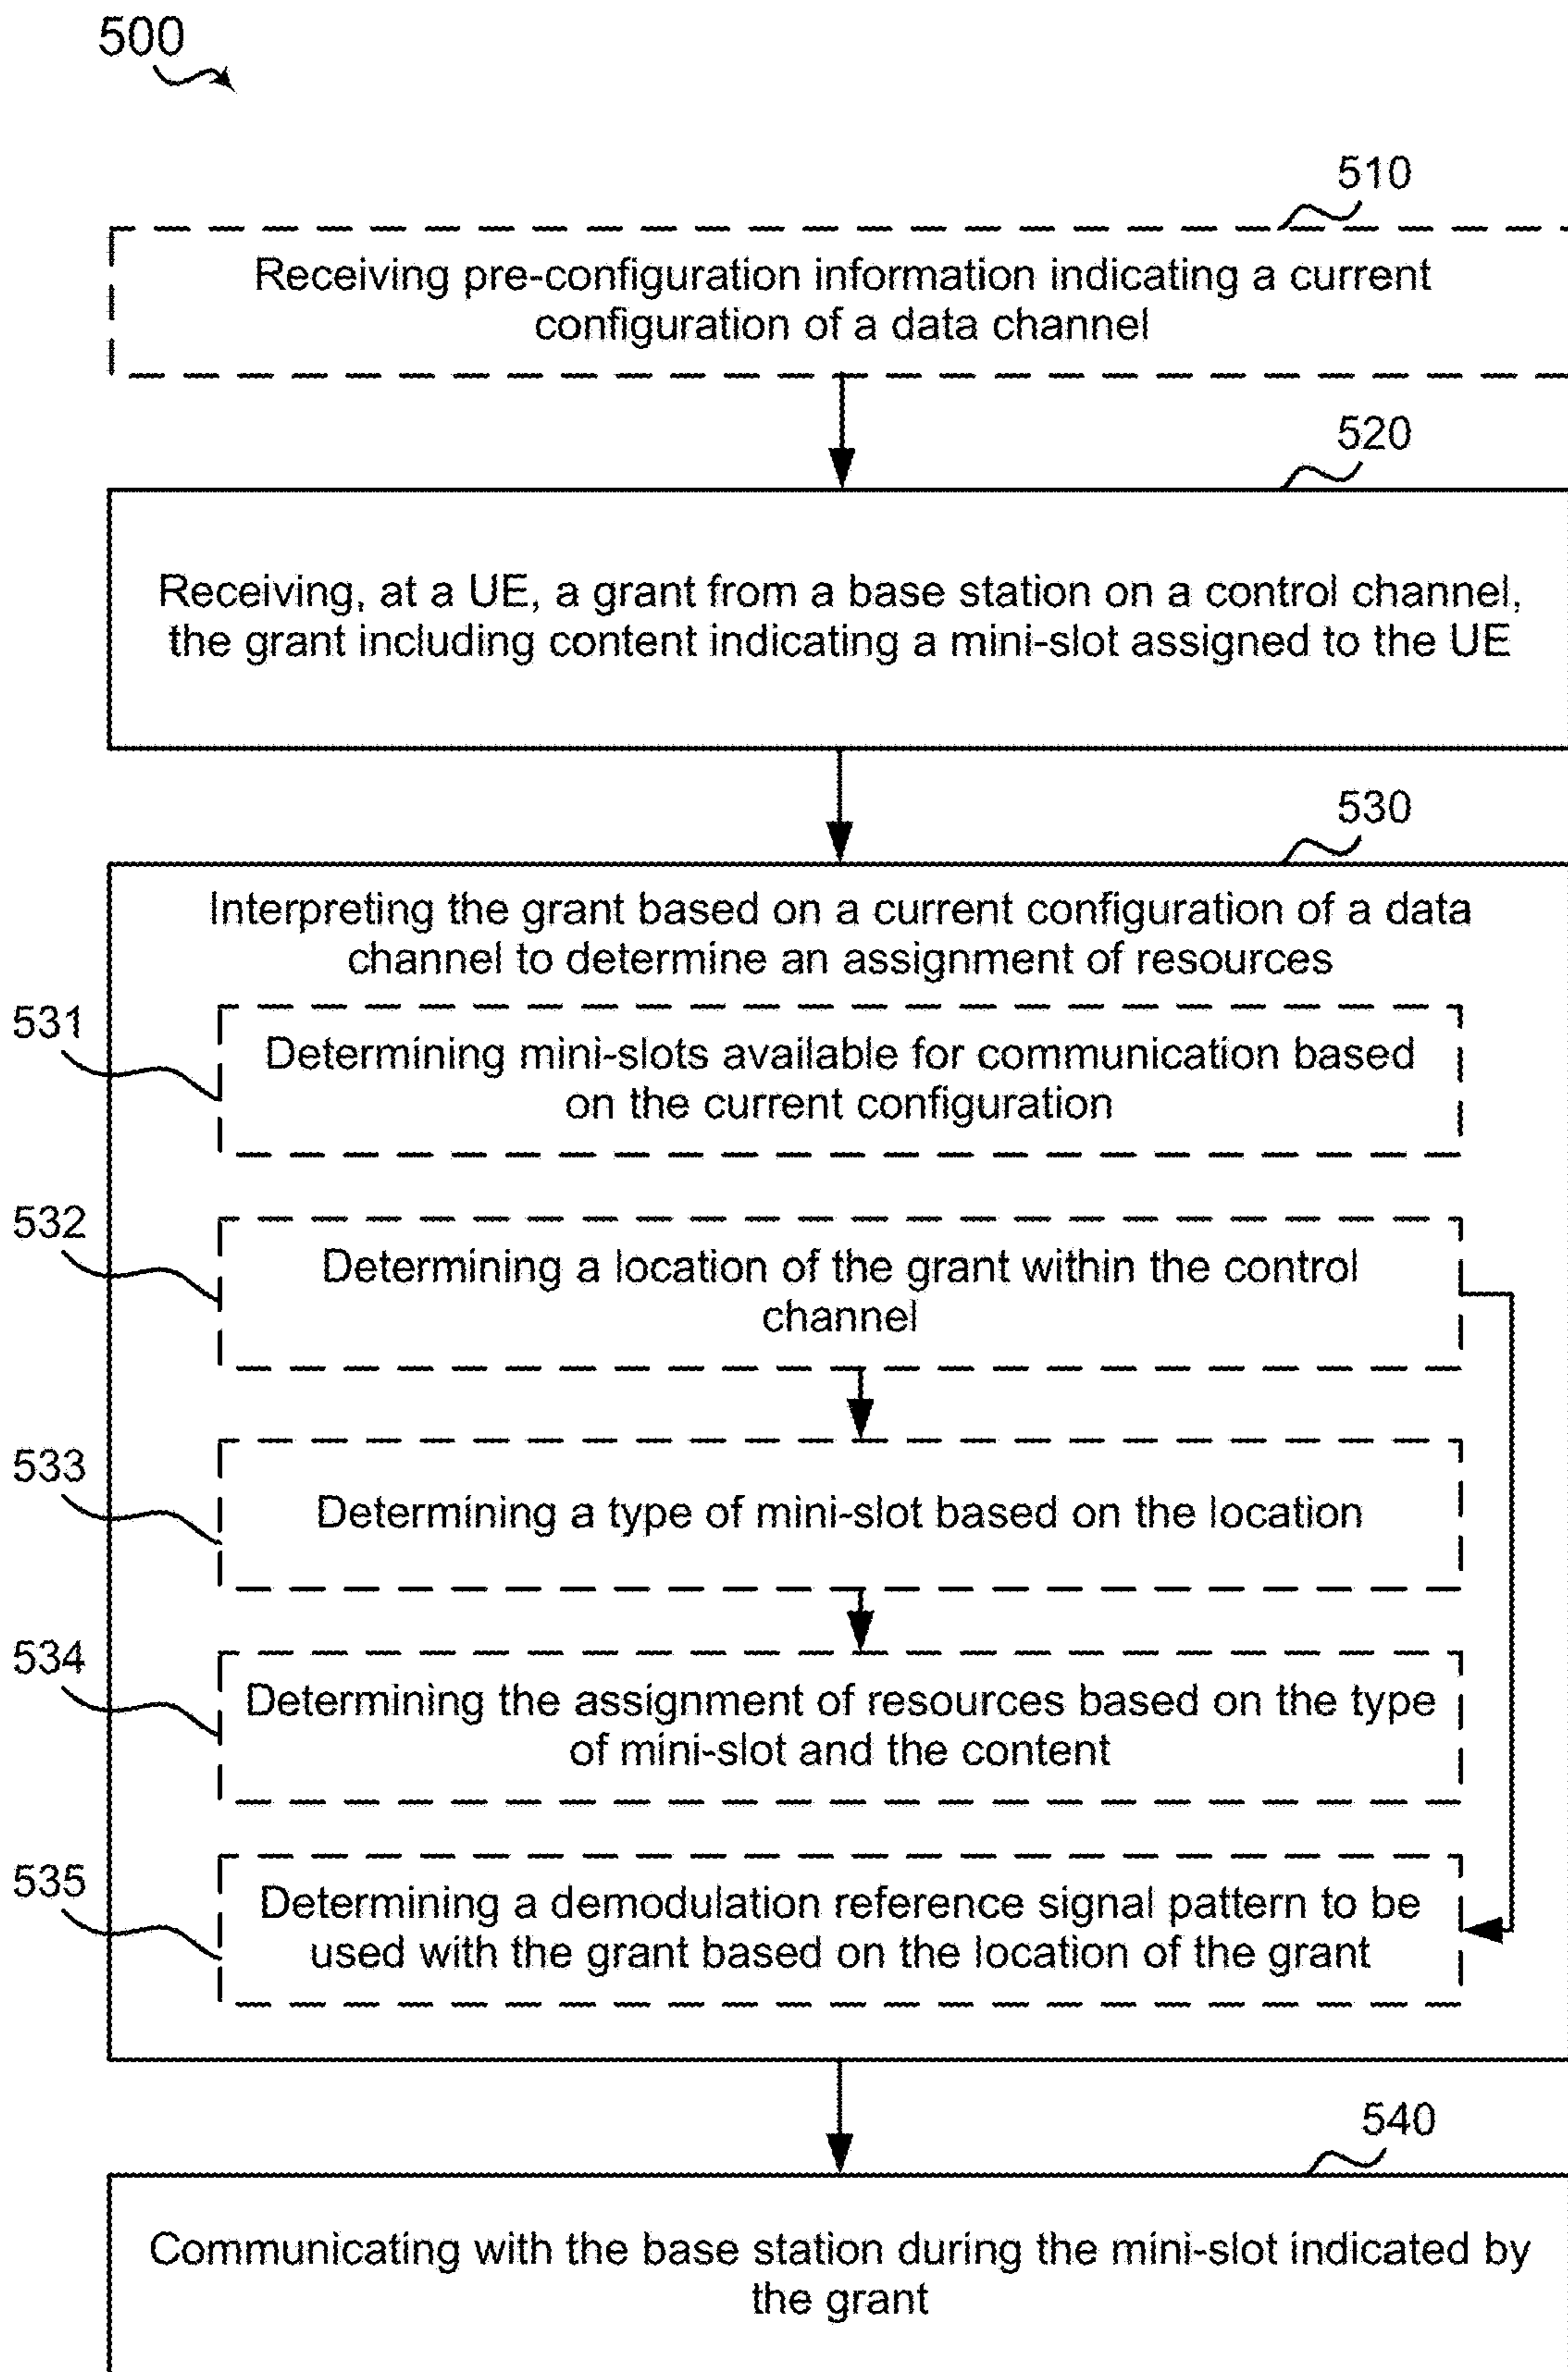 500
510
Receiving pre-configuration information indicating a current
configuration of a data channel
520
Receiving, at a UE, a grant from a base station on a control channel,
the grant including content indicating a mini-slot assigned to the UE
530
Interpreting the grant based on a current configuration of a data
channel to determine an assignment of resources
531
Determining mini-slots available for communication based
on the current configuration
532
Determining a location of the grant within the control
channel
533
Determining a type of mini-slot based on the location
534
Determining the assignment of resources based on the type
of mini-slot and the content
535
Determining a demodulation reference signal pattern to be
used with the grant based on the location of the grant
540
Communicating with the base station during the mini-slot indicated by
the grant